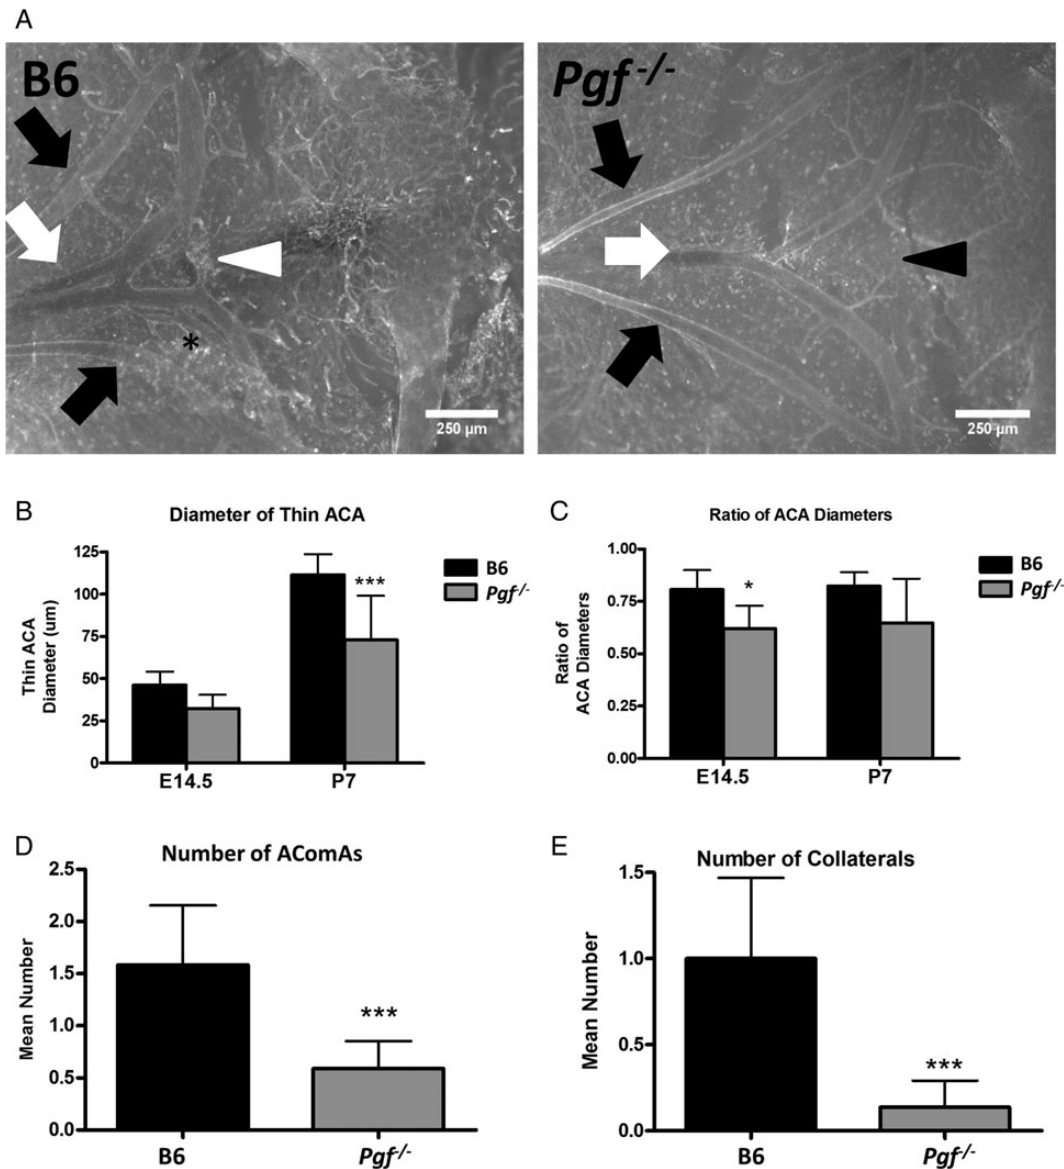 A
B6
Pgf -/-
*
250 µm
250 µm
B
Diameter of Thin ACA
Thin ACA
Diameter (um)
125
100
75
50
25
0
***
E14.5
P7
B6
Pgf-/-
C
Ratio of ACA Diameters
Ratio of
ACA Diameters
1.00
0.75
0.50
0.25
0.00
*
E14.5
P7
B6
Pgf-/-
D
Number of AComAs
Mean Number
2.5
2.0
1.5
1.0
0.5
0.0
***
B6
Pgf-/-
E
Number of Collaterals
Mean Number
1.5
1.0
0.5
0.0
***
B6
Pgf-/-